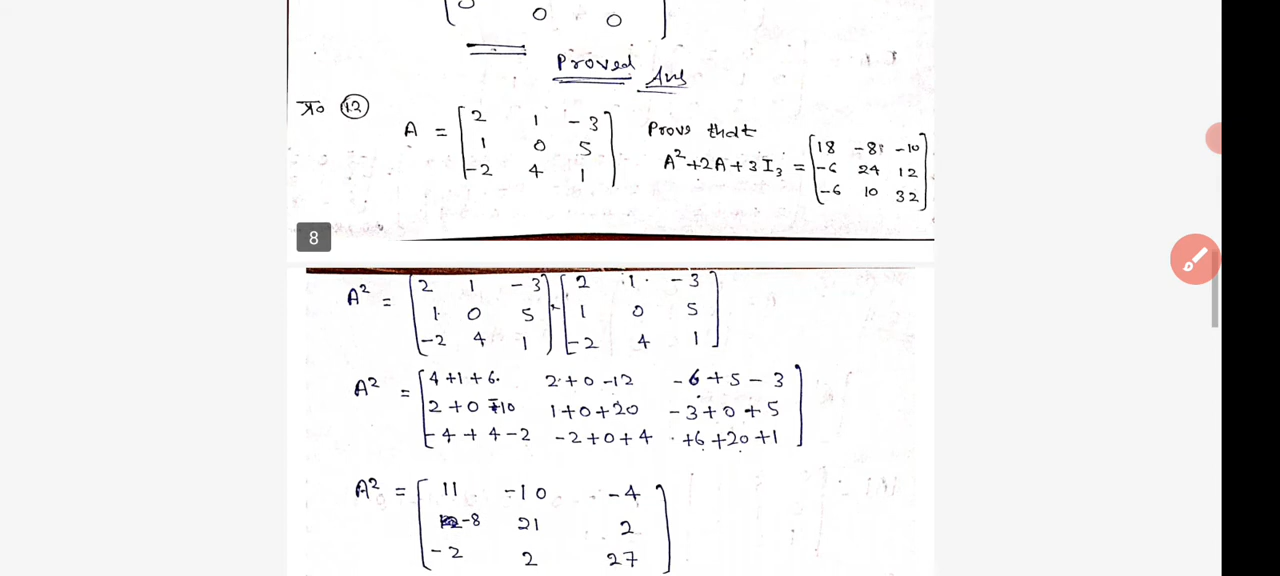 0 0 0
Proved
Ans
प्र० (12)
A = [2 1 -3
1 0 5
-2 4 1]
Prove that
A²+2A+3I₃ = [18 -8 -10
-6 24 12
-6 10 32]
8
A² = [2 1 -3
1 0 5
-2 4 1] [2 1 -3
1 0 5
-2 4 1]
A² = [4+1+6 2+0-12 -6+5-3
2+0-10 1+0+20 -3+0+5
-4+4-2 -2+0+4 +6+20+1]
A² = [11 -10 -4
-8 21 2
-2 2 27]